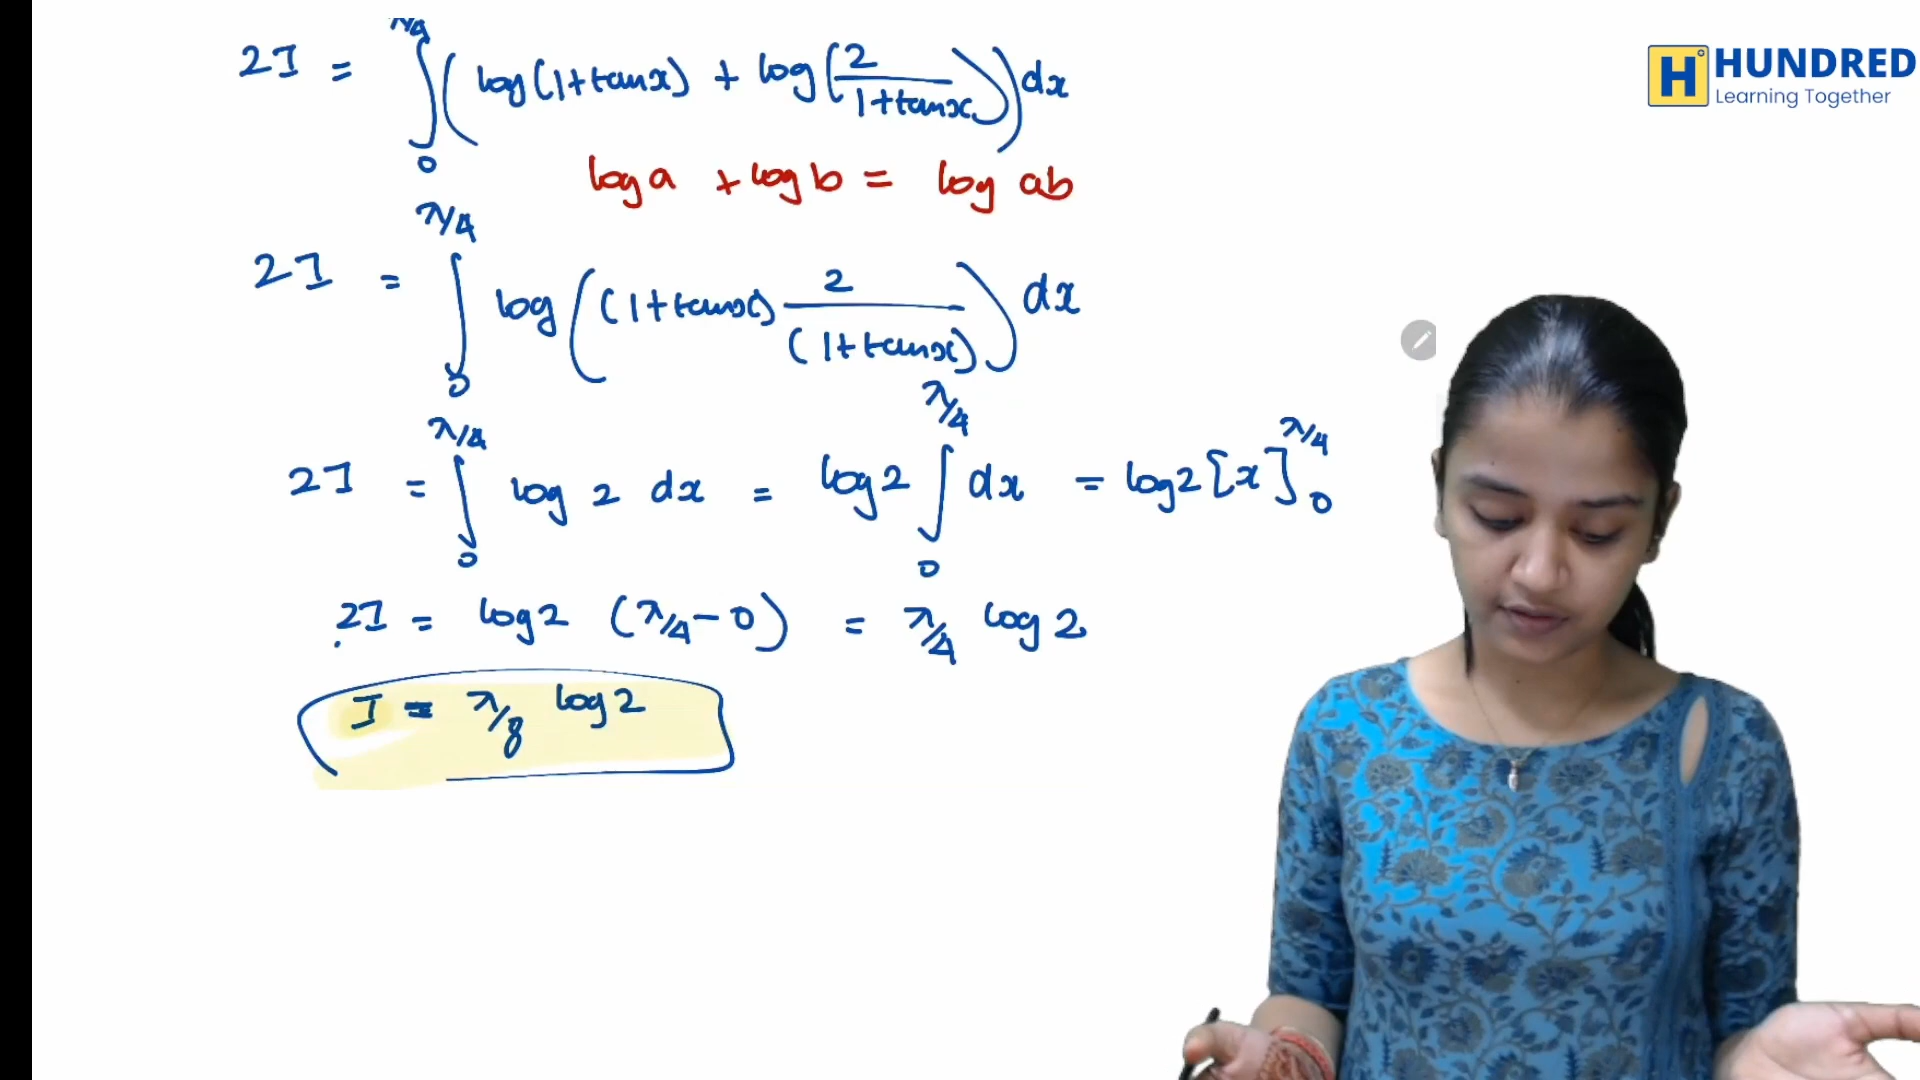 2I = ∫₀^π/4 ( log(1+tanx) + log(2/1+tanx) ) dx
HUNDRED
Learning Together
log a + log b = log ab
2I = ∫₀^π/4 log( (1+tanx) 2/(1+tanx) ) dx
2I = ∫₀^π/4 log 2 dx = log2 ∫₀^π/4 dx = log2 [x]₀^π/4
2I = log2 (π/4 - 0) = π/4 log 2
I = π/8 log 2